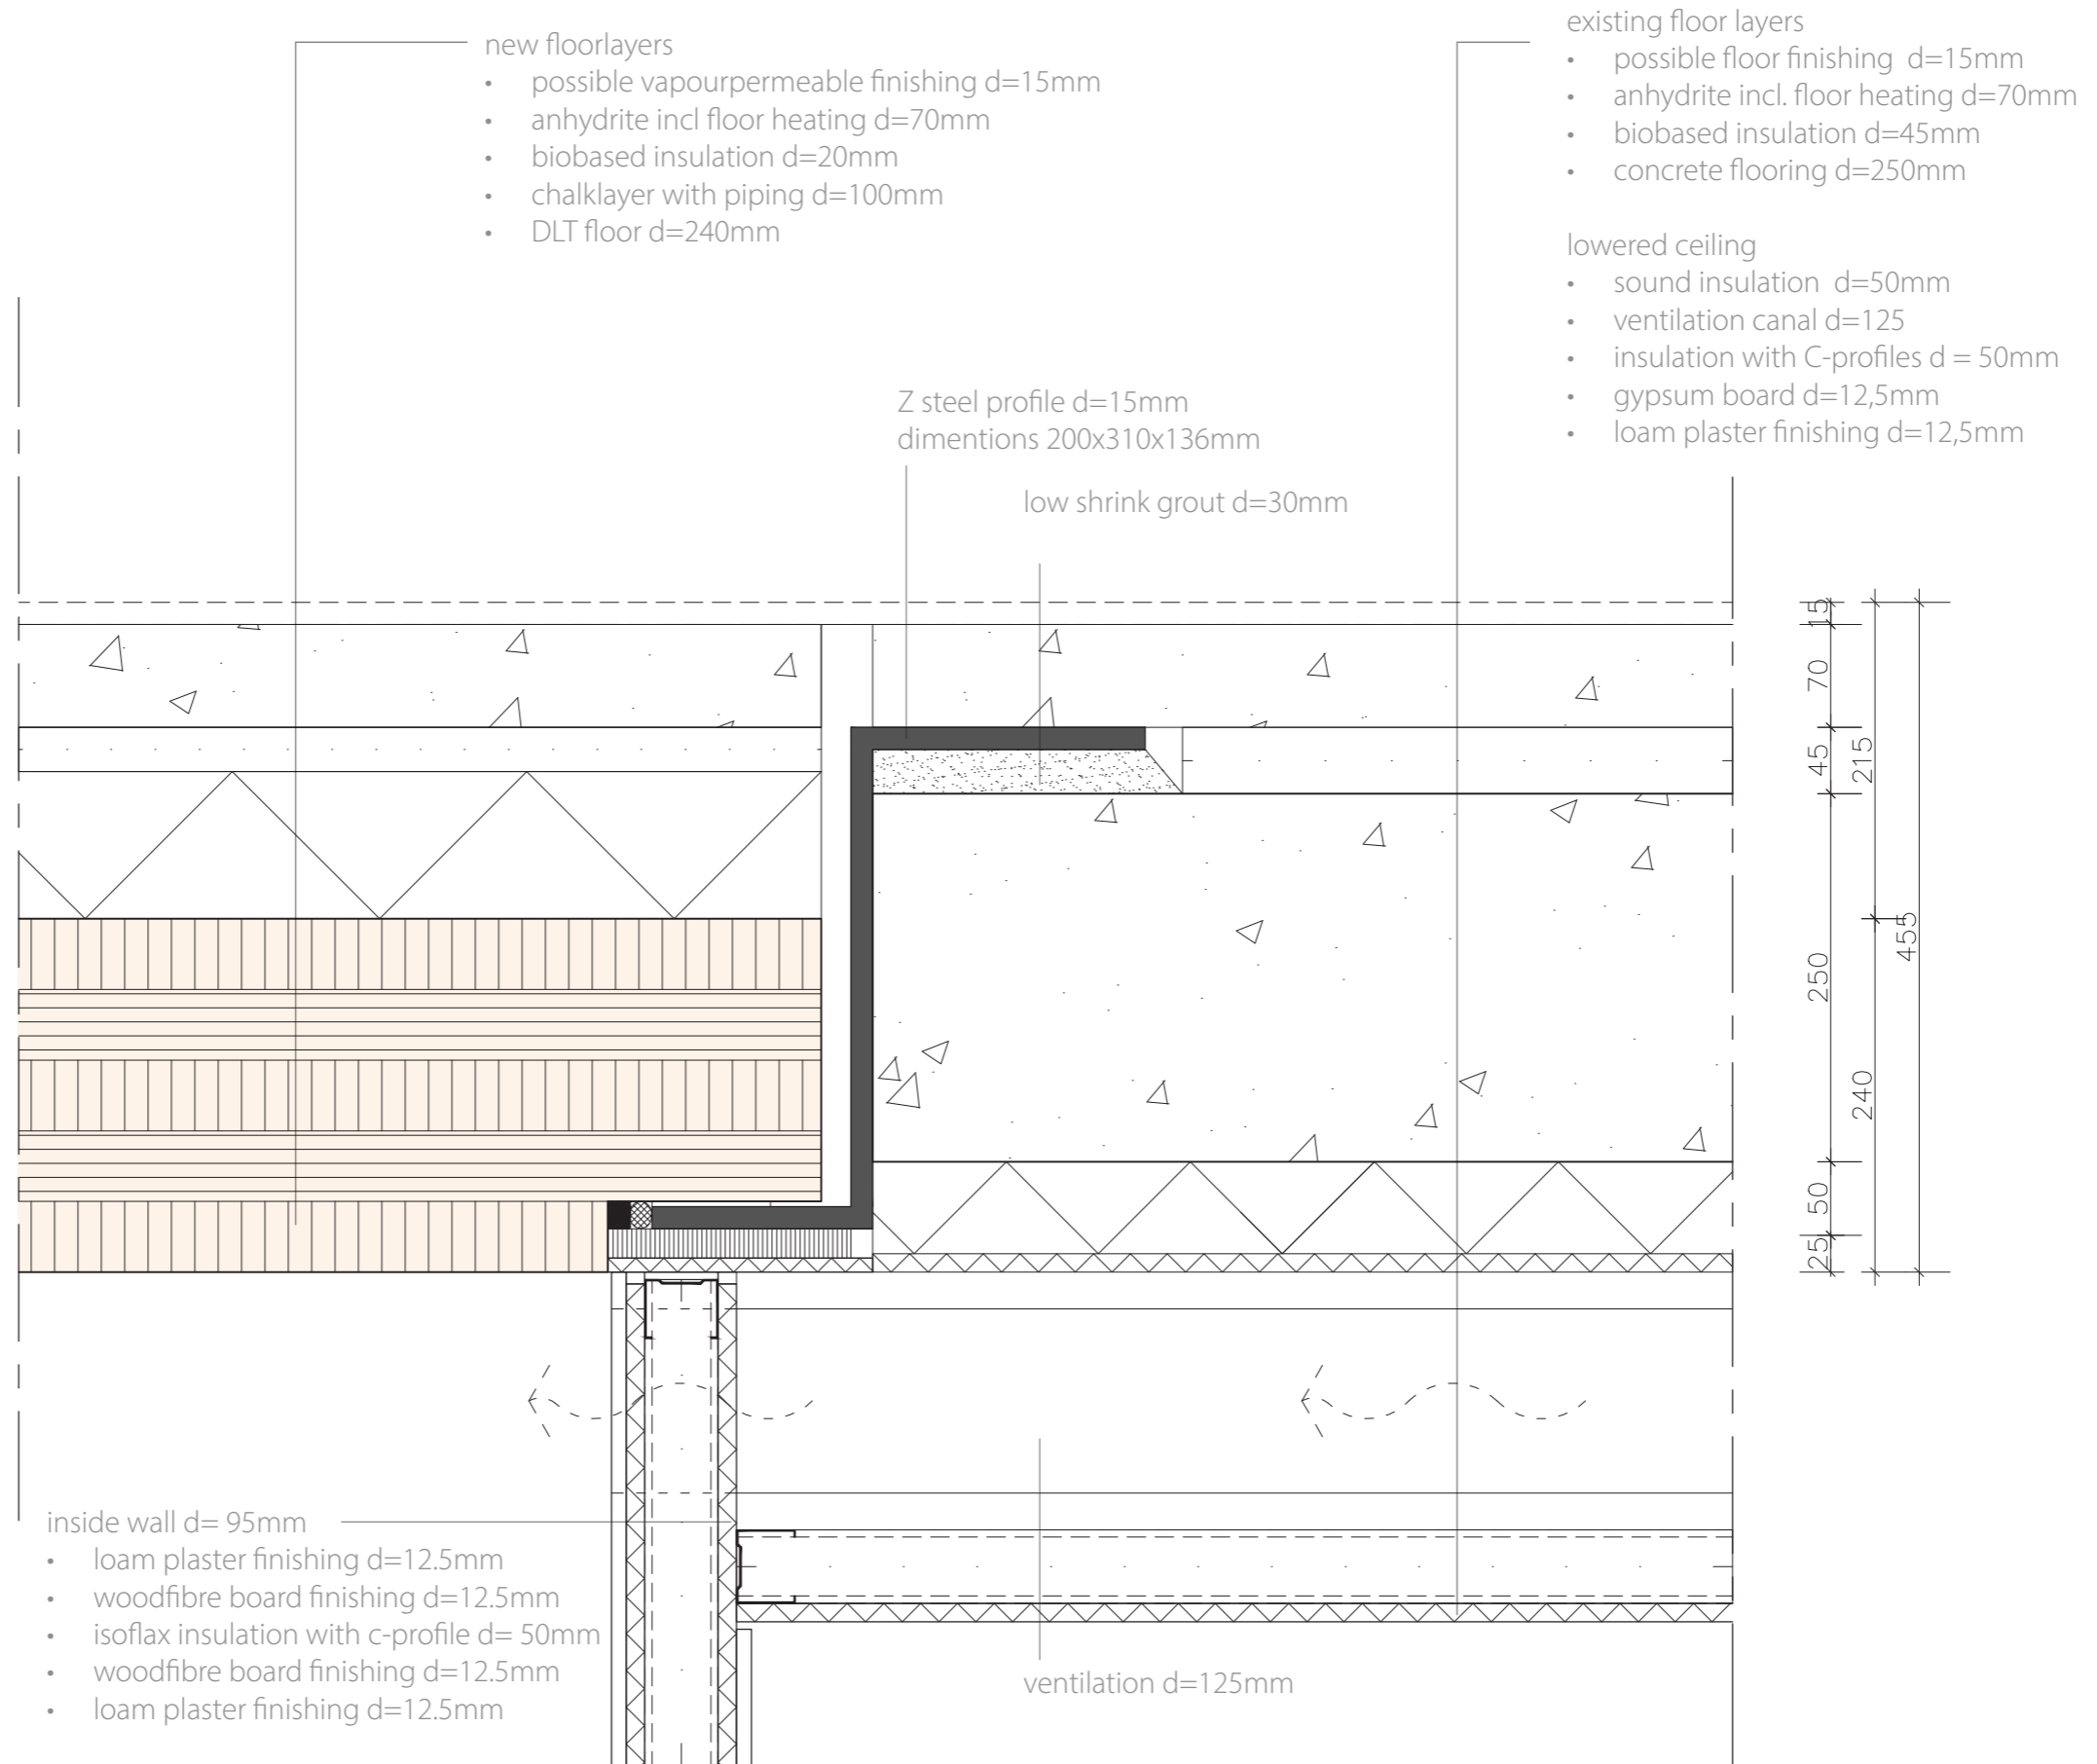 new floorlayers
• possible vapourpermeable finishing d=15mm
• anhydrite incl floor heating d=70mm
• biobased insulation d=20mm
• chalklayer with piping d=100mm
• DLT floor d=240mm
existing floor layers
• possible floor finishing d=15mm
• anhydrite incl. floor heating d=70mm
• biobased insulation d=45mm
• concrete flooring d=250mm
lowered ceiling
• sound insulation d=50mm
• ventilation canal d=125
• insulation with C-profiles d = 50mm
• gypsum board d=12,5mm
• loam plaster finishing d=12,5mm
Z steel profile d=15mm
dimentions 200x310x136mm
low shrink grout d=30mm
15
70
45
250
50
25
215
240
455
inside wall d= 95mm
• loam plaster finishing d=12.5mm
• woodfibre board finishing d=12.5mm
• isoflax insulation with c-profile d= 50mm
• woodfibre board finishing d=12.5mm
• loam plaster finishing d=12.5mm
ventilation d=125mm